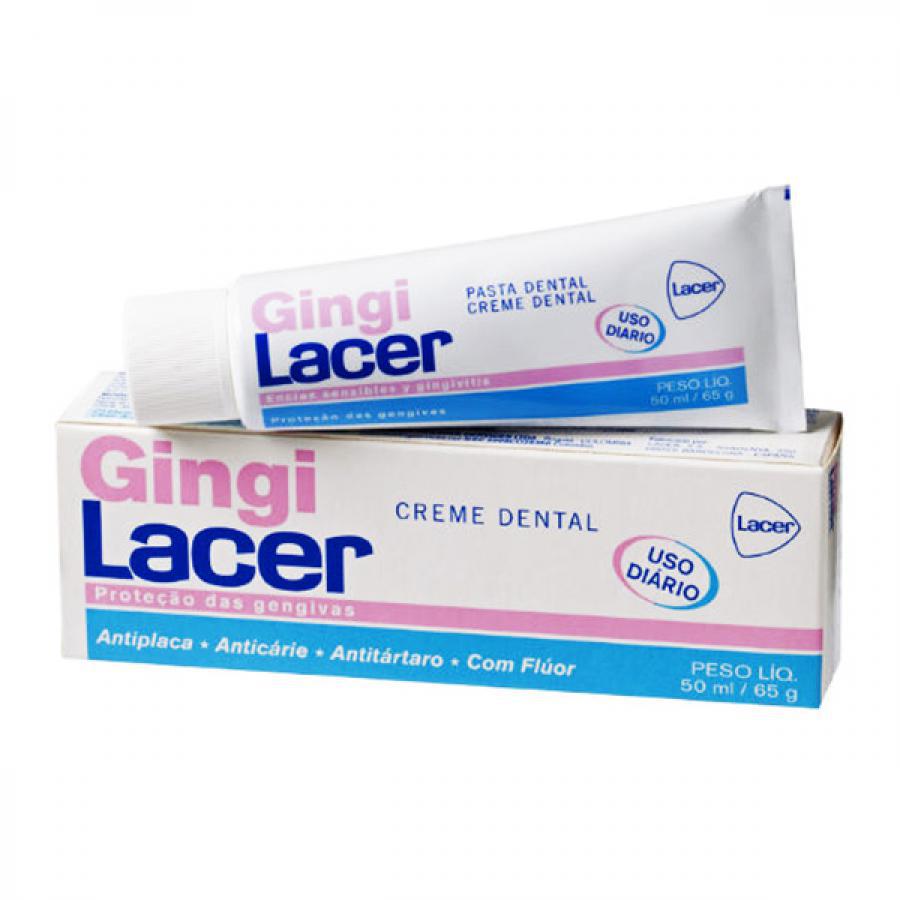 Gingi
Lacer
PASTA DENTAL
CREME DENTAL
USO
DIARIO
Lacer
Encías sensibles y gingivitis
Proteção das gengivas
PESO LÍQ.
50 ml / 65 g
Gingi
Lacer
CREME DENTAL
USO
DIÁRIO
Lacer
Proteção das gengivas
Antiplaca ★ Anticárie ★ Antitártaro ★ Com Flúor
PESO LÍQ.
50 ml / 65 g